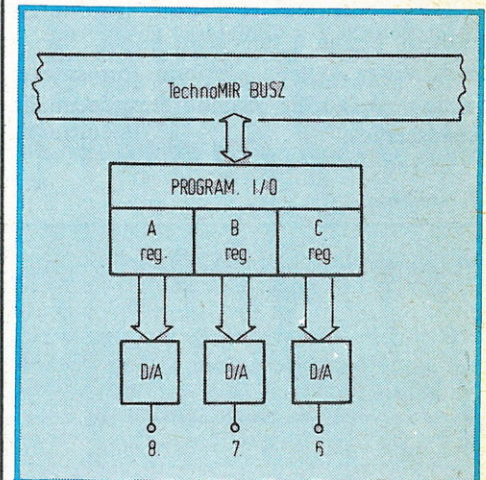 TechnoMIR BUSZ
PROGRAM. I/O
A B C
reg. reg. reg.
D/A D/A D/A
8. 7. 6